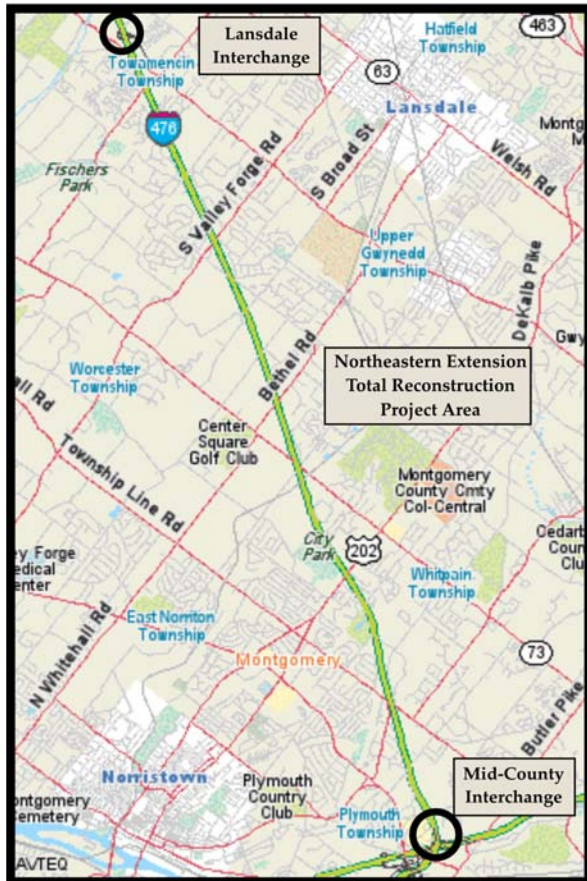 Lansdale
Interchange
Hatfield
Township
463
Towamencin
Township
63
Lansdale
476
S Broad St
Welsh Rd
Fischers
Park
S Valley Forge Rd
Upper
Gwynedd
Township
DeKalb Pike
Worcester
Township
Bethel Rd
Northeastern Extension
Total Reconstruction
Project Area
Center
Square
Golf Club
Township Line Rd
Montgomery
County Cmty
Col-Central
City
Park
202
Whitpain
Township
East Norriton
Township
N Whitehall Rd
Montgomery
73
Butler Pike
Mid-County
Interchange
Norristown
Plymouth
Country
Club
Plymouth
Township